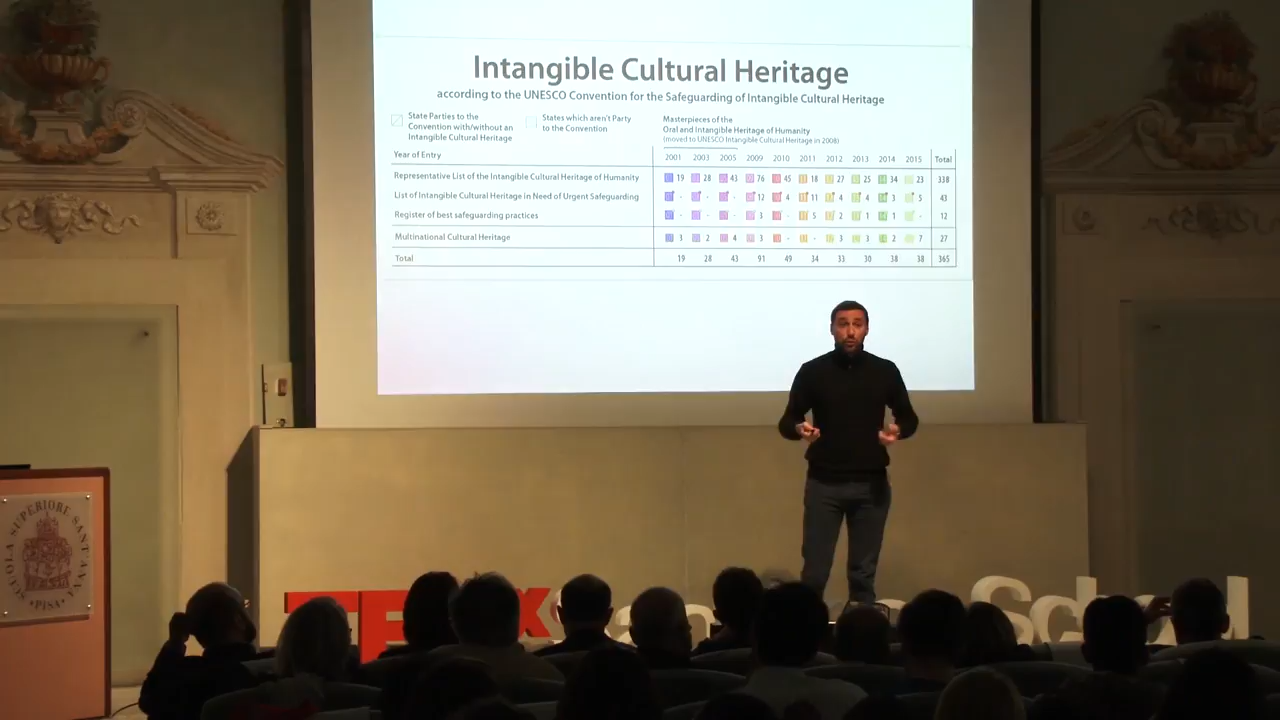 Intangible Cultural Heritage
according to the UNESCO Convention for the Safeguarding of Intangible Cultural Heritage
State Parties to the
Convention with/without an
Intangible Cultural Heritage
States which aren't Party
to the Convention
Masterpieces of the
Oral and Intangible Heritage of Humanity
(moved to UNESCO Intangible Cultural Heritage in 2008)
Year of Entry 2001 2003 2005 2009 2010 2011 2012 2013 2014 2015 Total
Representative List of the Intangible Cultural Heritage of Humanity 19 28 43 76 45 18 27 25 34 23 338
List of Intangible Cultural Heritage in Need of Urgent Safeguarding - - - 12 4 11 4 4 3 5 43
Register of best safeguarding practices - - - 3 - 5 2 1 1 - 12
Multinational Cultural Heritage 3 2 4 3 - - 3 3 2 7 27
Total 19 28 43 91 49 34 33 30 38 38 365
SCUOLA SUPERIORE SANT'ANNA
• PISA •
TEDx
School